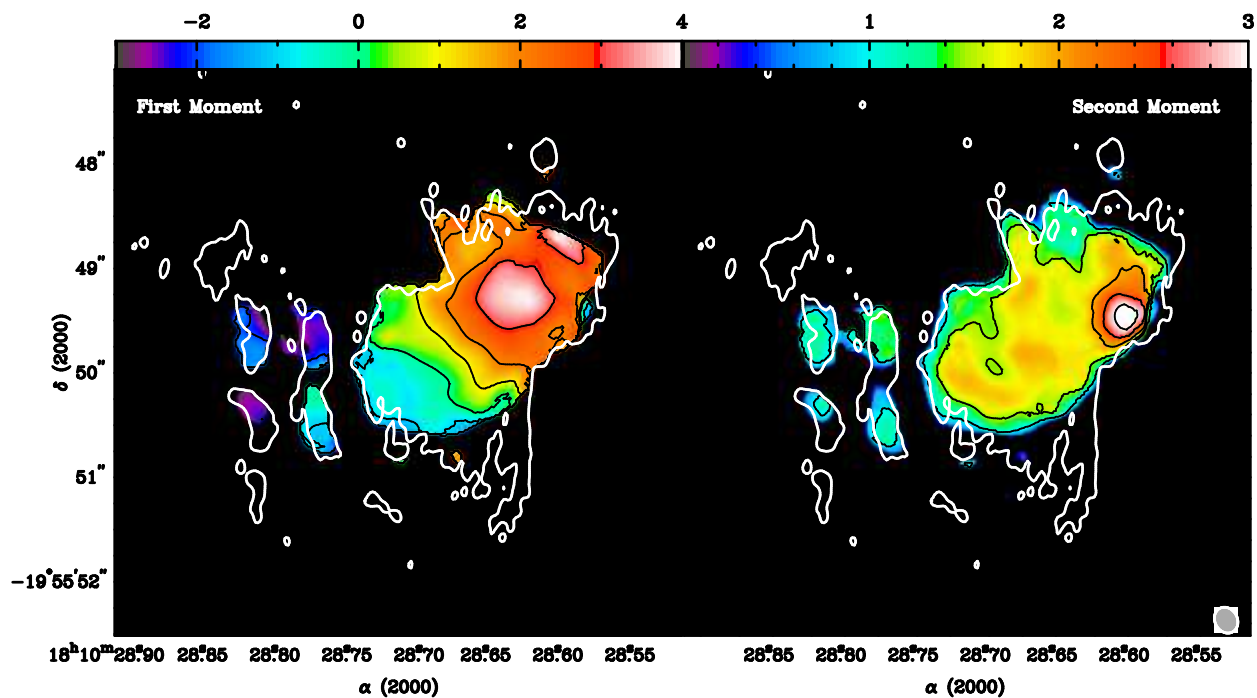 −2 0 2 4 1 2 3
First Moment Second Moment
48"
49"
δ (2000)
50"
51"
−19°55'52"
18ʰ10ᵐ28ˢ.90 28ˢ.85 28ˢ.80 28ˢ.75 28ˢ.70 28ˢ.65 28ˢ.60 28ˢ.55 28ˢ.85 28ˢ.80 28ˢ.75 28ˢ.70 28ˢ.65 28ˢ.60 28ˢ.55
α (2000) α (2000)